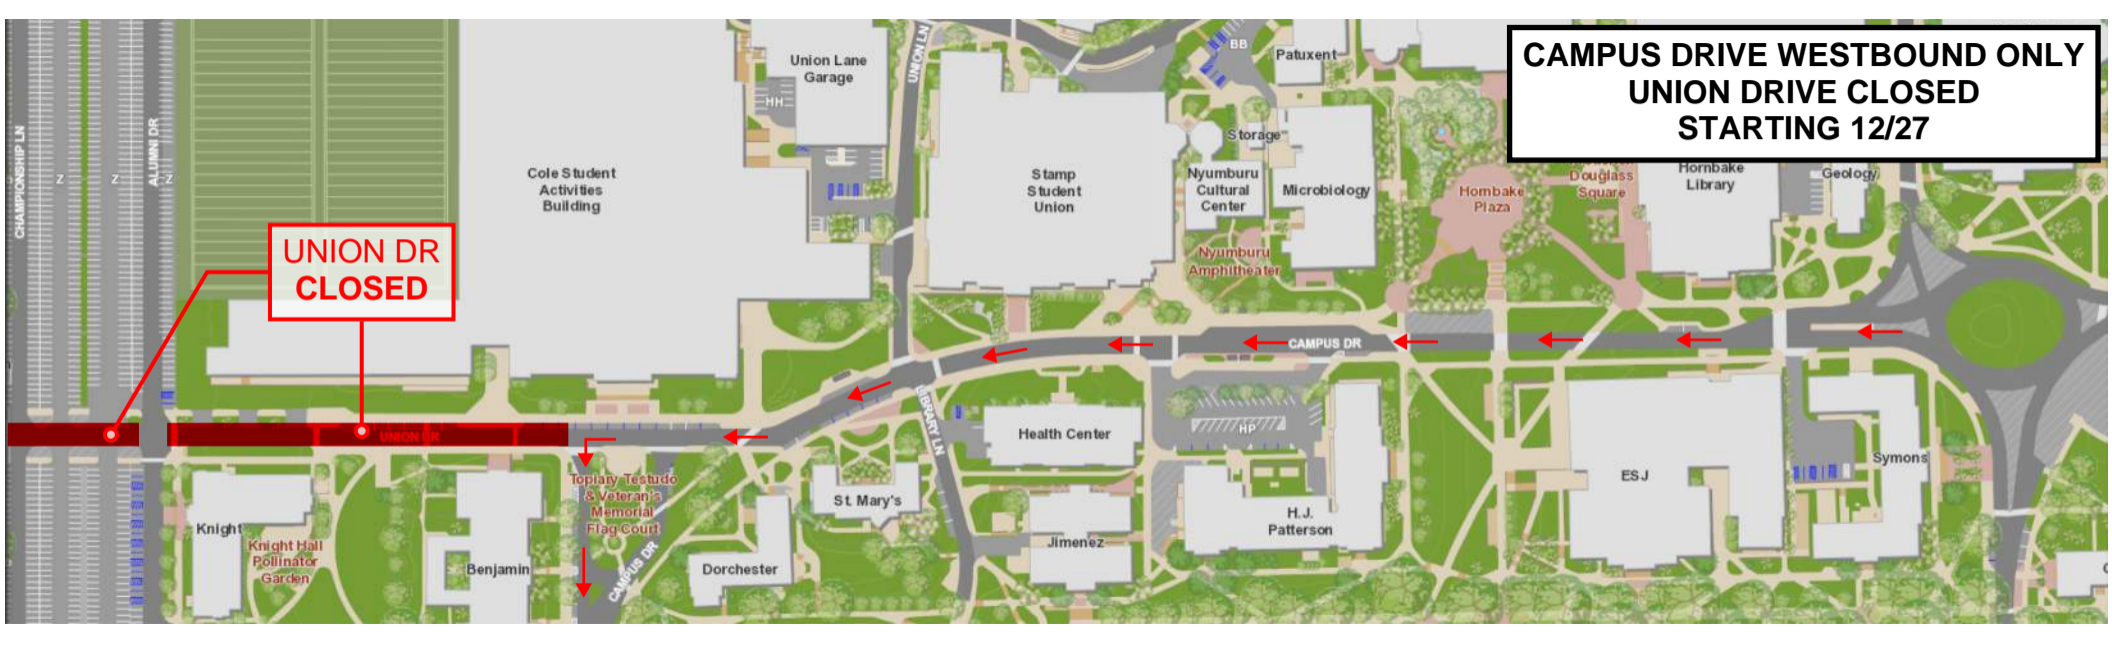 CAMPUS DRIVE WESTBOUND ONLY
UNION DRIVE CLOSED
STARTING 12/27
UNION LN
BB
Patuxent
Union Lane
Garage
HH
Storage
CHAMPIONSHIP LN
ALUMNI DR
Z
Z
Z
Cole Student
Activities
Building
Stamp
Student
Union
Nyumburu
Cultural
Center
Microbiology
Hornbake
Plaza
Douglass
Square
Hornbake
Library
Geology
UNION DR
CLOSED
Nyumburu
Amphitheater
CAMPUS DR
LIBRARY LN
UNION DR
Health Center
HP
Topiary Testudo
& Veteran's
Memorial
Flag Court
St. Mary's
ESJ
Symons
Knight
Knight Hall
Pollinator
Garden
Benjamin
CAMPUS DR
Dorchester
Jimenez
H.J.
Patterson